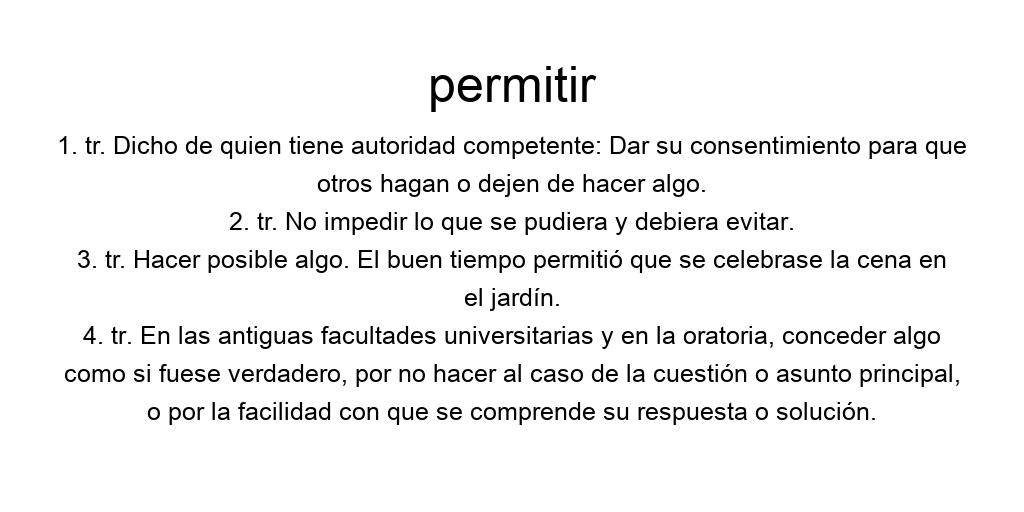 permitir
1. tr. Dicho de quien tiene autoridad competente: Dar su consentimiento para que
otros hagan o dejen de hacer algo.
2. tr. No impedir lo que se pudiera y debiera evitar.
3. tr. Hacer posible algo. El buen tiempo permitió que se celebrase la cena en
el jardín.
4. tr. En las antiguas facultades universitarias y en la oratoria, conceder algo
como si fuese verdadero, por no hacer al caso de la cuestión o asunto principal,
o por la facilidad con que se comprende su respuesta o solución.